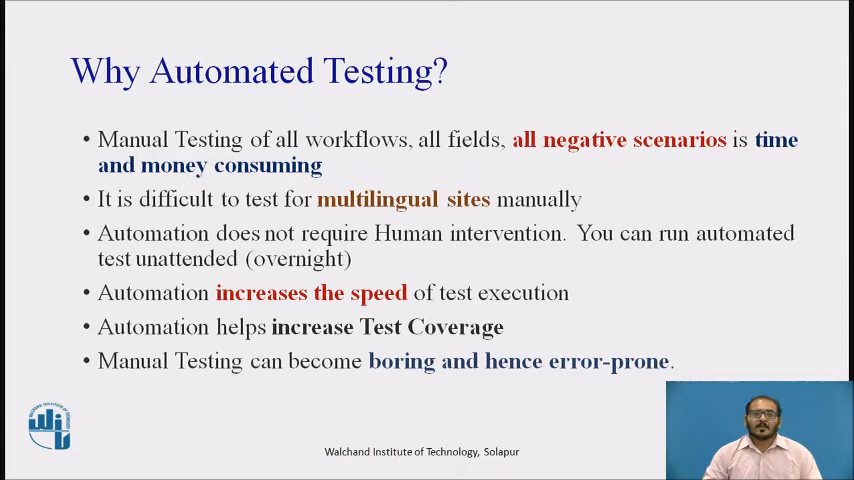 Why Automated Testing?
• Manual Testing of all workflows, all fields, all negative scenarios is time
and money consuming
• It is difficult to test for multilingual sites manually
• Automation does not require Human intervention. You can run automated
test unattended (overnight)
• Automation increases the speed of test execution
• Automation helps increase Test Coverage
• Manual Testing can become boring and hence error-prone.
Walchand Institute of Technology, Solapur